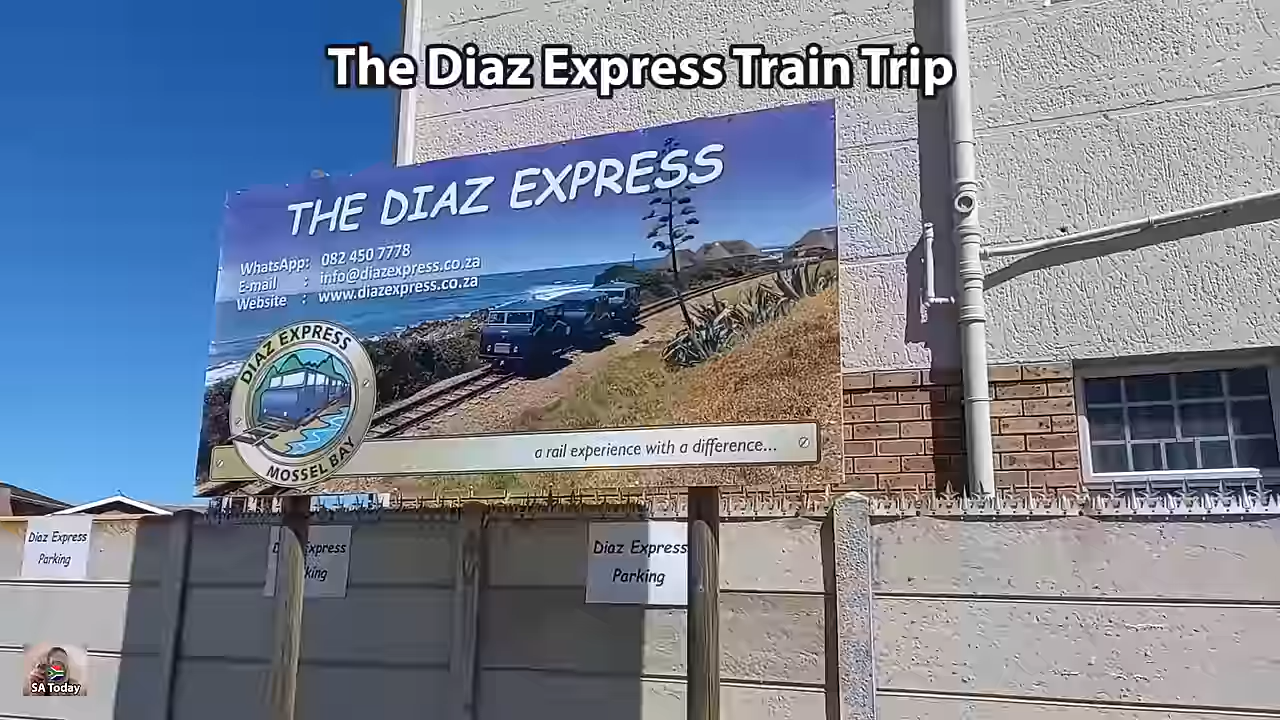 The Diaz Express Train Trip
THE DIAZ EXPRESS
WhatsApp: 082 450 7778
E-mail : info@diazexpress.co.za
Website : www.diazexpress.co.za
DIAZ EXPRESS
MOSSEL BAY
a rail experience with a difference...
Diaz Express
Parking
D Express
king
Diaz Express
Parking
SA Today